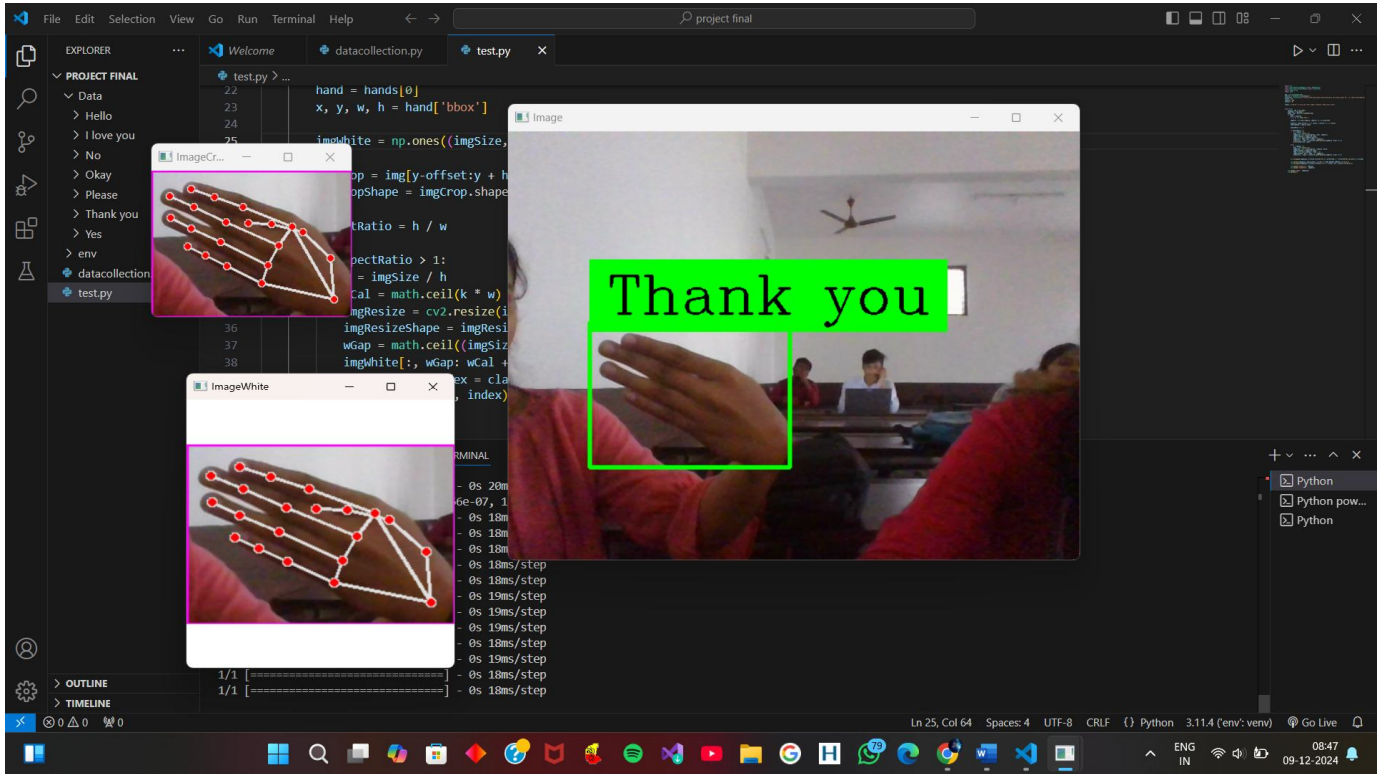 File Edit Selection View Go Run Terminal Help
project final
EXPLORER
Welcome
datacollection.py
test.py
PROJECT FINAL
Data
Hello
I love you
No
Okay
Please
Thank you
Yes
env
datacollection
test.py
OUTLINE
TIMELINE
test.py > ...
22 hand = hands[0]
23 x, y, w, h = hand['bbox']
24
25 imgWhite = np.ones((imgSize,
op = img[y-offset:y + h
opShape = imgCrop.shape
tRatio = h / w
pectRatio > 1:
= imgSize / h
Cal = math.ceil(k * w)
mgResize = cv2.resize(i
36 imgResizeShape = imgResi
37 wGap = math.ceil((imgSiz
38 imgWhite[:, wGap: wCal +
ex = cla
, index)
ImageCr...
ImageWhite
Image
Thank you
RMINAL
- 0s 20m
6e-07, 1
- 0s 18m
- 0s 18m
- 0s 18m
- 0s 18ms/step
- 0s 18ms/step
- 0s 19ms/step
- 0s 19ms/step
- 0s 19ms/step
- 0s 18ms/step
- 0s 19ms/step
1/1 [==============================] - 0s 18ms/step
1/1 [==============================] - 0s 18ms/step
Python
Python pow...
Python
0 0 0
Ln 25, Col 64 Spaces: 4 UTF-8 CRLF {} Python 3.11.4 ('env': venv) Go Live
79
ENG
IN
08:47
09-12-2024